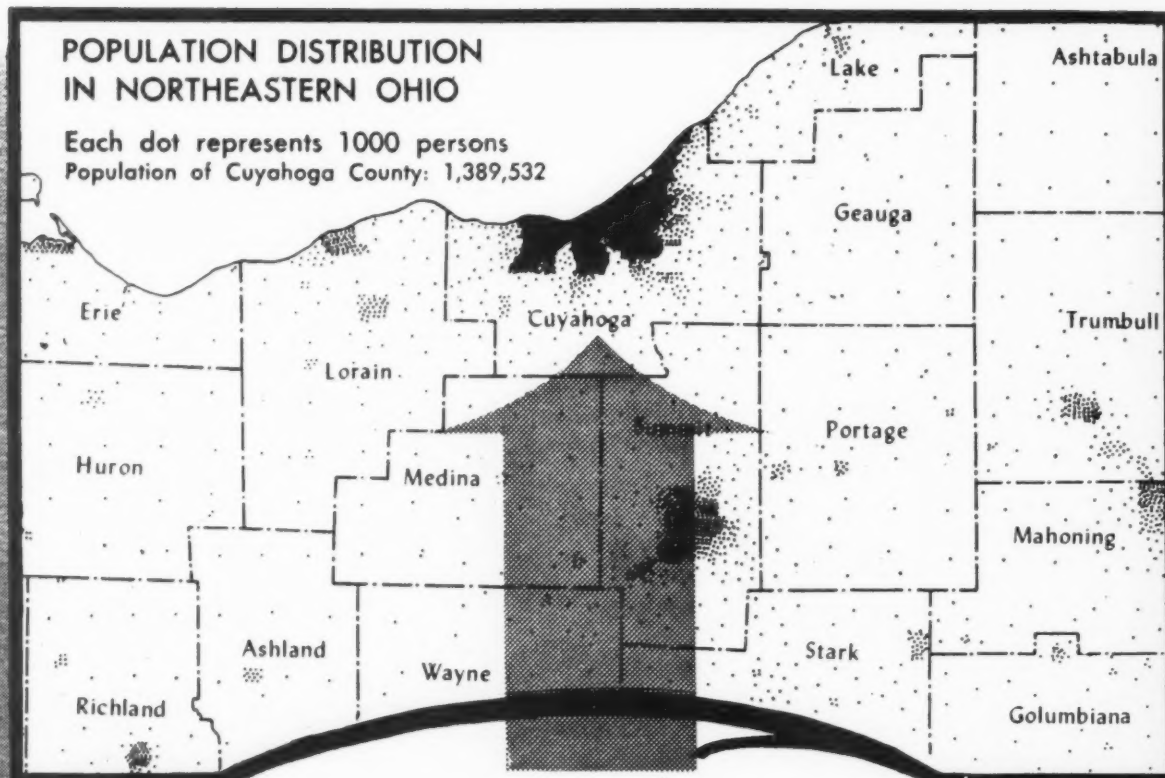 POPULATION DISTRIBUTION
IN NORTHEASTERN OHIO
Each dot represents 1000 persons
Population of Cuyahoga County: 1,389,532
Lake
Ashtabula
Geauga
Erie
Cuyahoga
Trumbull
Lorain
Summit
Portage
Huron
Medina
Mahoning
Ashland
Wayne
Stark
Richland
Golumbiana